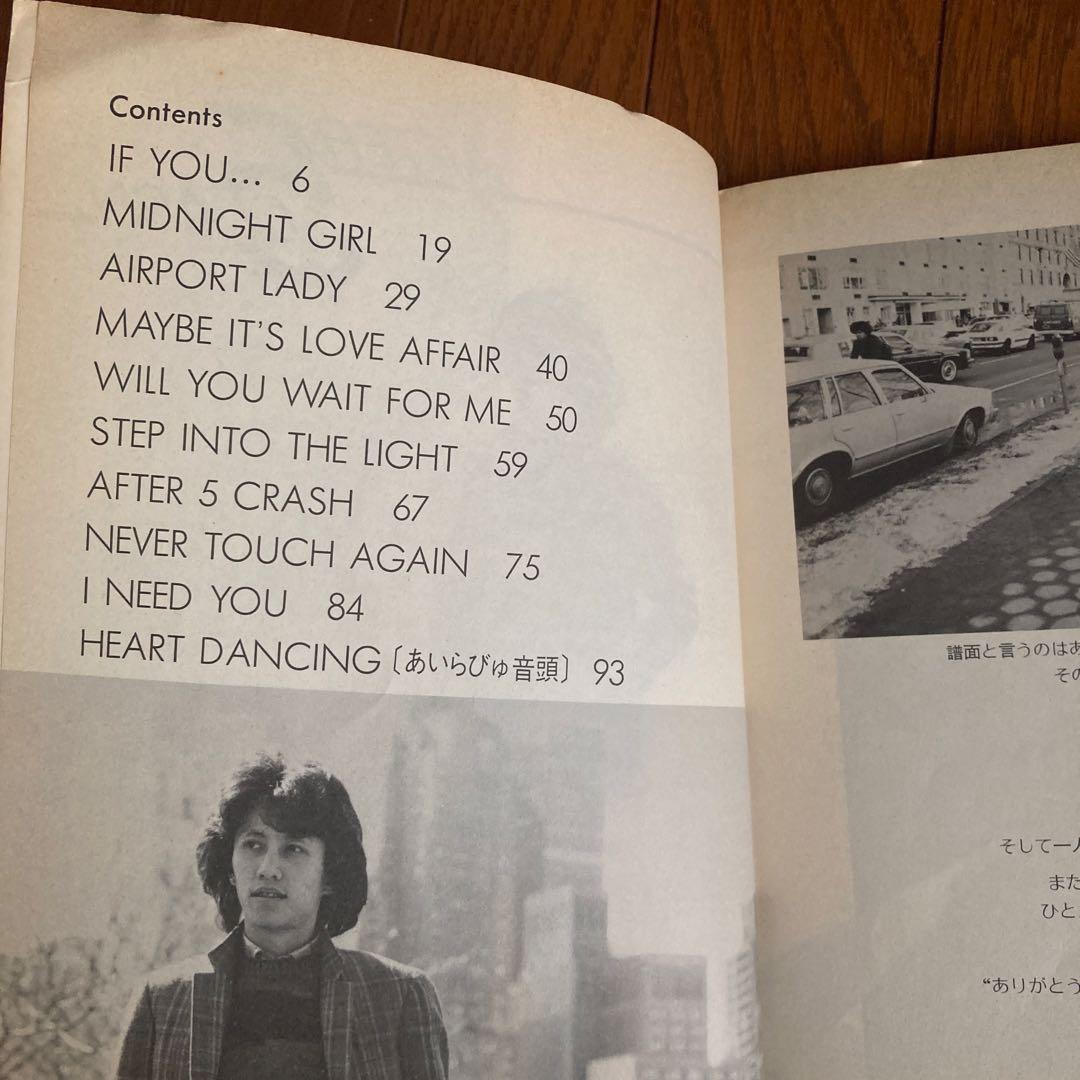 Contents
IF YOU... 6
MIDNIGHT GIRL 19
AIRPORT LADY 29
MAYBE IT'S LOVE AFFAIR 40
WILL YOU WAIT FOR ME 50
STEP INTO THE LIGHT 59
AFTER 5 CRASH 67
NEVER TOUCH AGAIN 75
I NEED YOU 84
HEART DANCING〔あいらびゅ音頭〕 93
譜面と言うのはあ
その
そして一人
また
ひと
“ありがとう